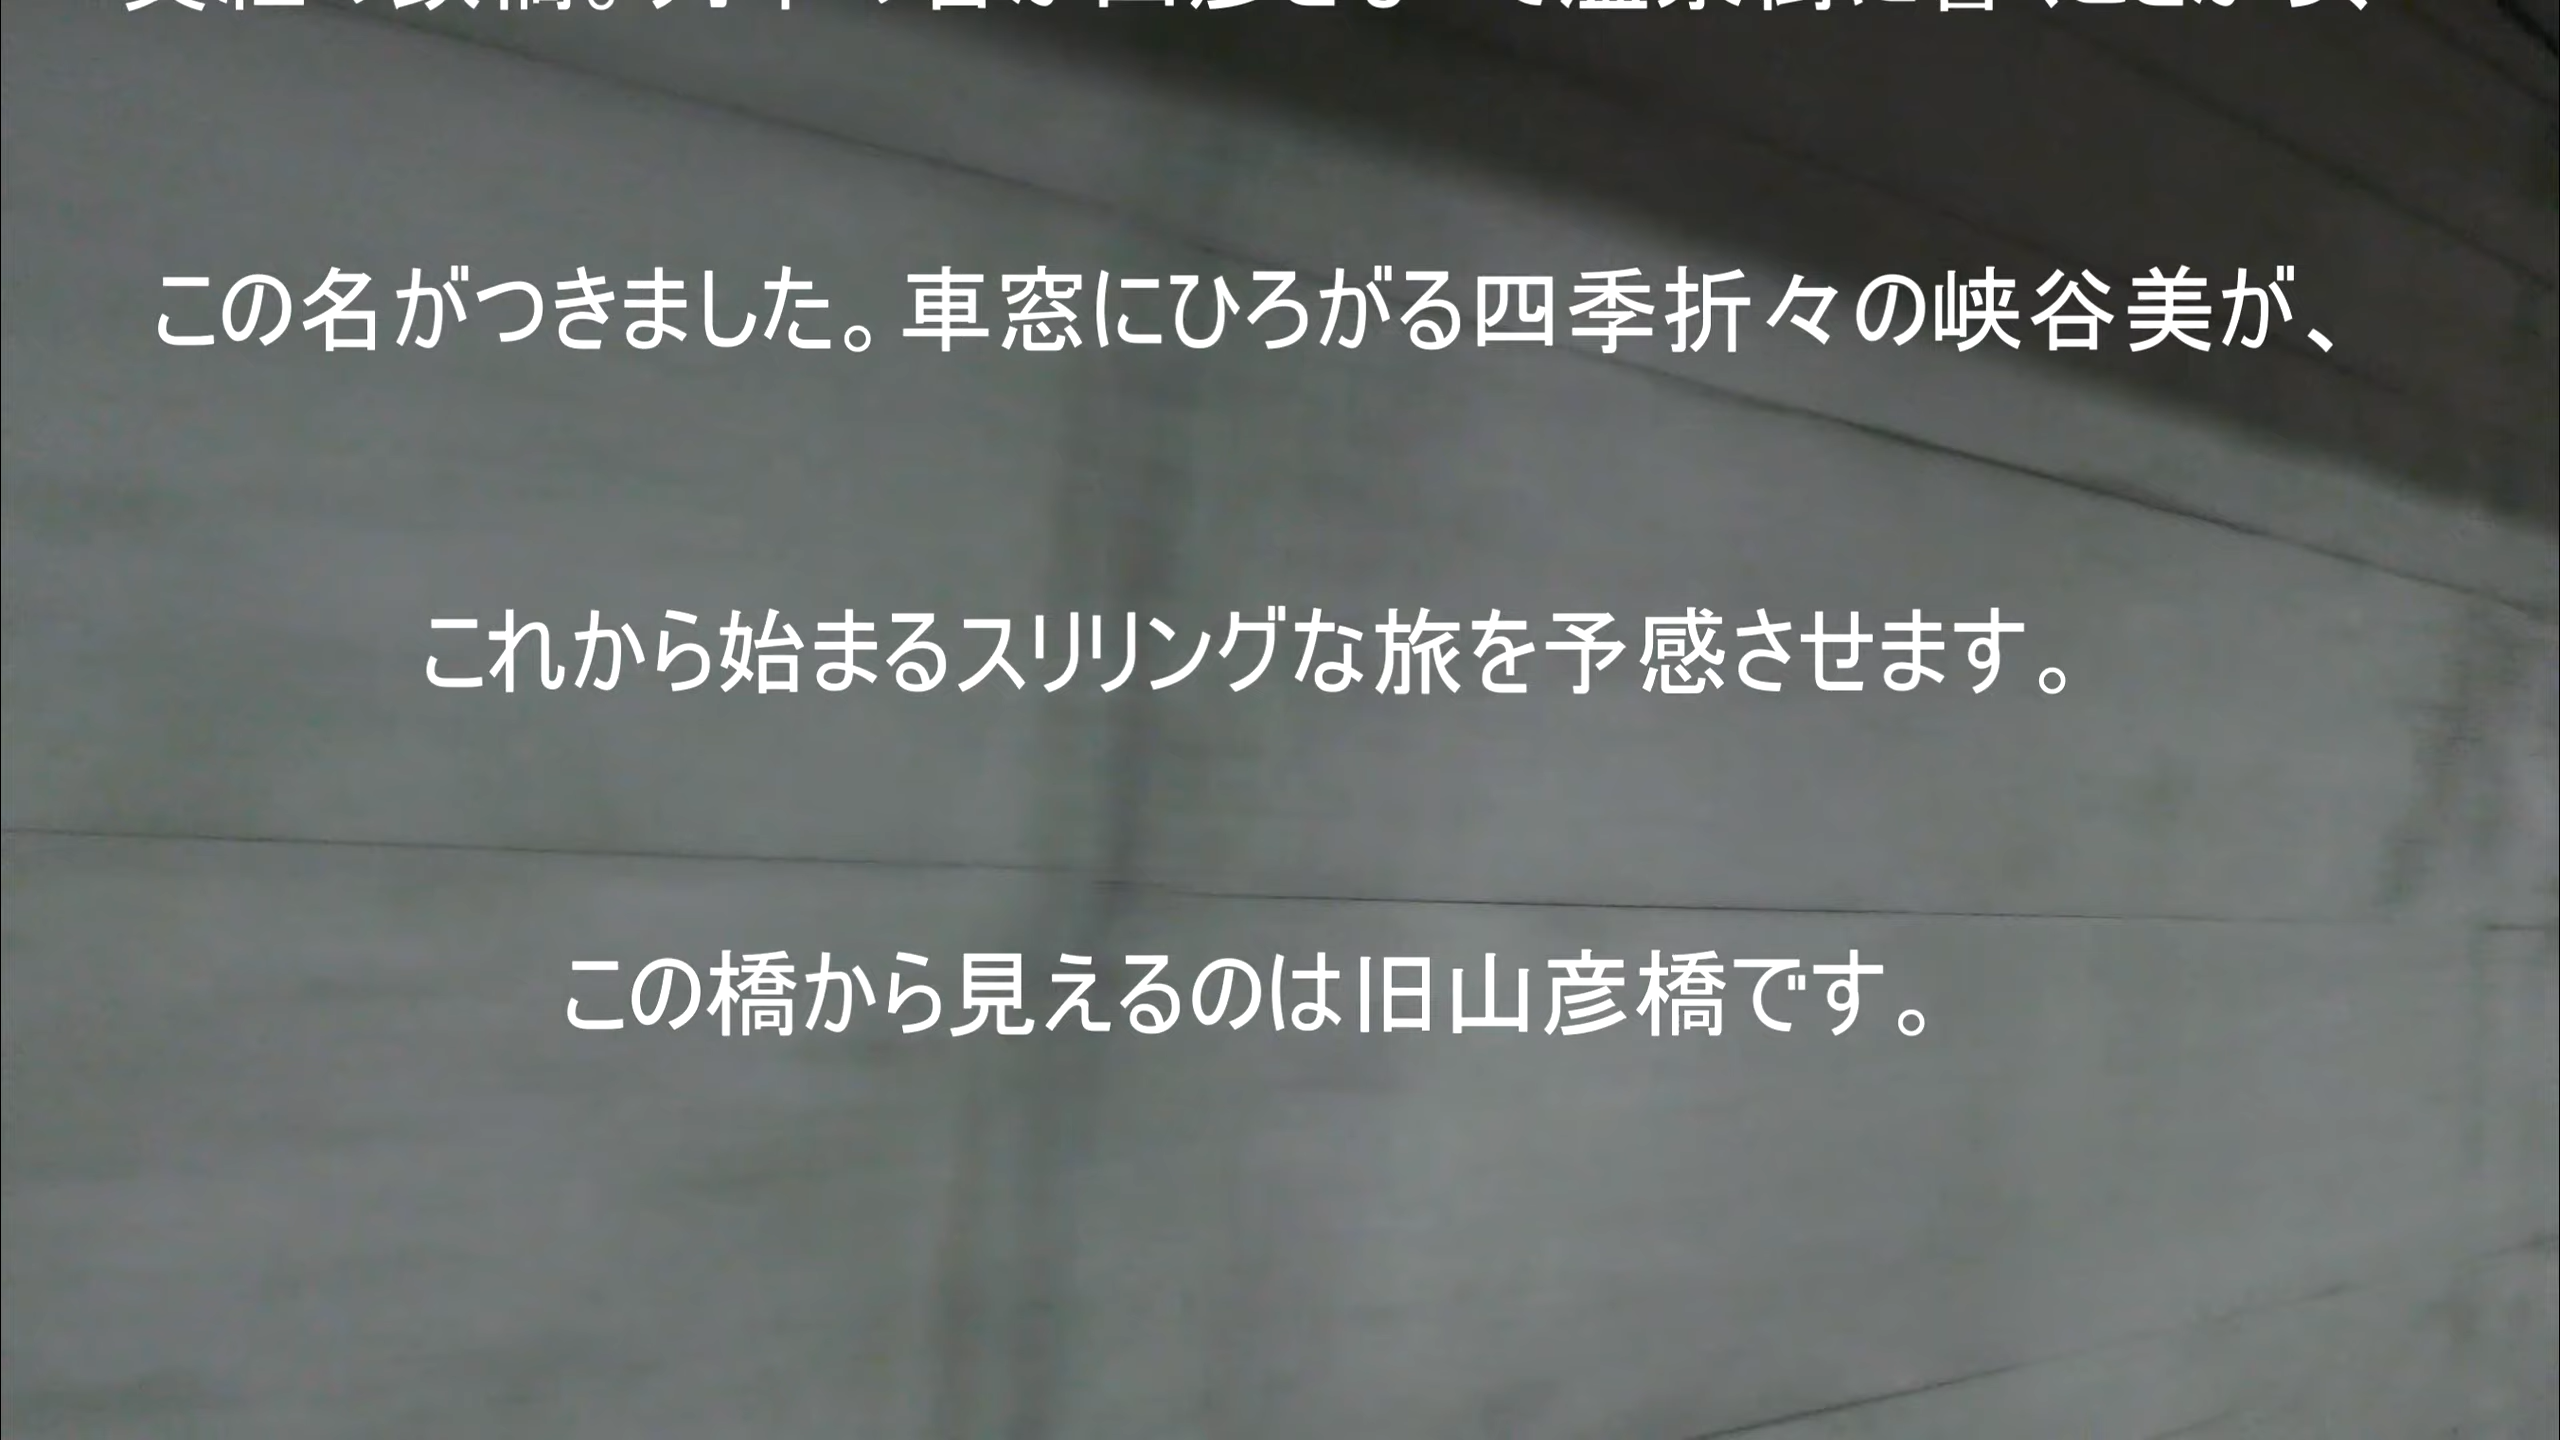 この名がつきました。車窓にひろがる四季折々の峡谷美が、
これから始まるスリリングな旅を予感させます。
この橋から見えるのは旧山彦橋です。